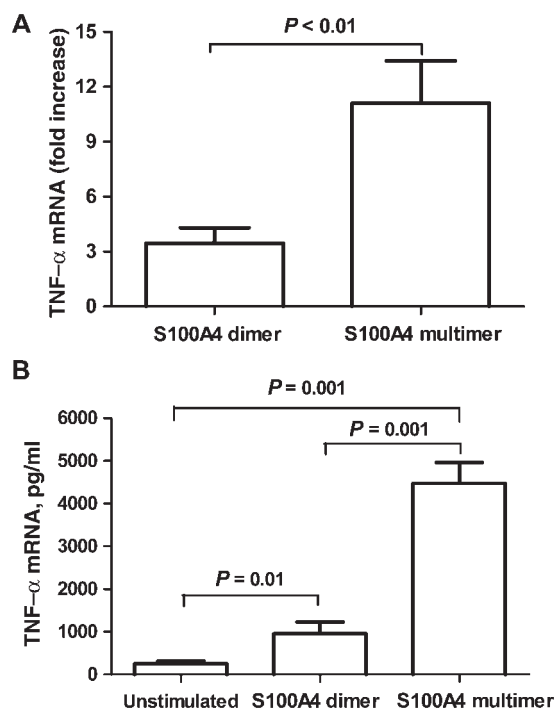 A
P < 0.01
TNF–α mRNA (fold increase)
15
12
9
6
3
0
S100A4 dimer
S100A4 multimer
B
P = 0.001
P = 0.001
P = 0.01
TNF–α mRNA, pg/ml
6000
5000
4000
3000
2000
1000
0
Unstimulated
S100A4 dimer
S100A4 multimer